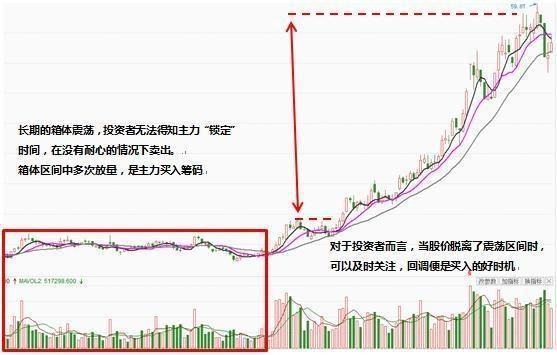 59.87
长期的箱体震荡，投资者无法得知主力“锁定”
时间，在没有耐心的情况下卖出。
箱体区间中多次放量，是主力买入筹码
对于投资者而言，当股价脱离了震荡区间时，
可以及时关注，回调便是买入的好时机
MAVOL2: 517298.600
改参数 加指标 换指标